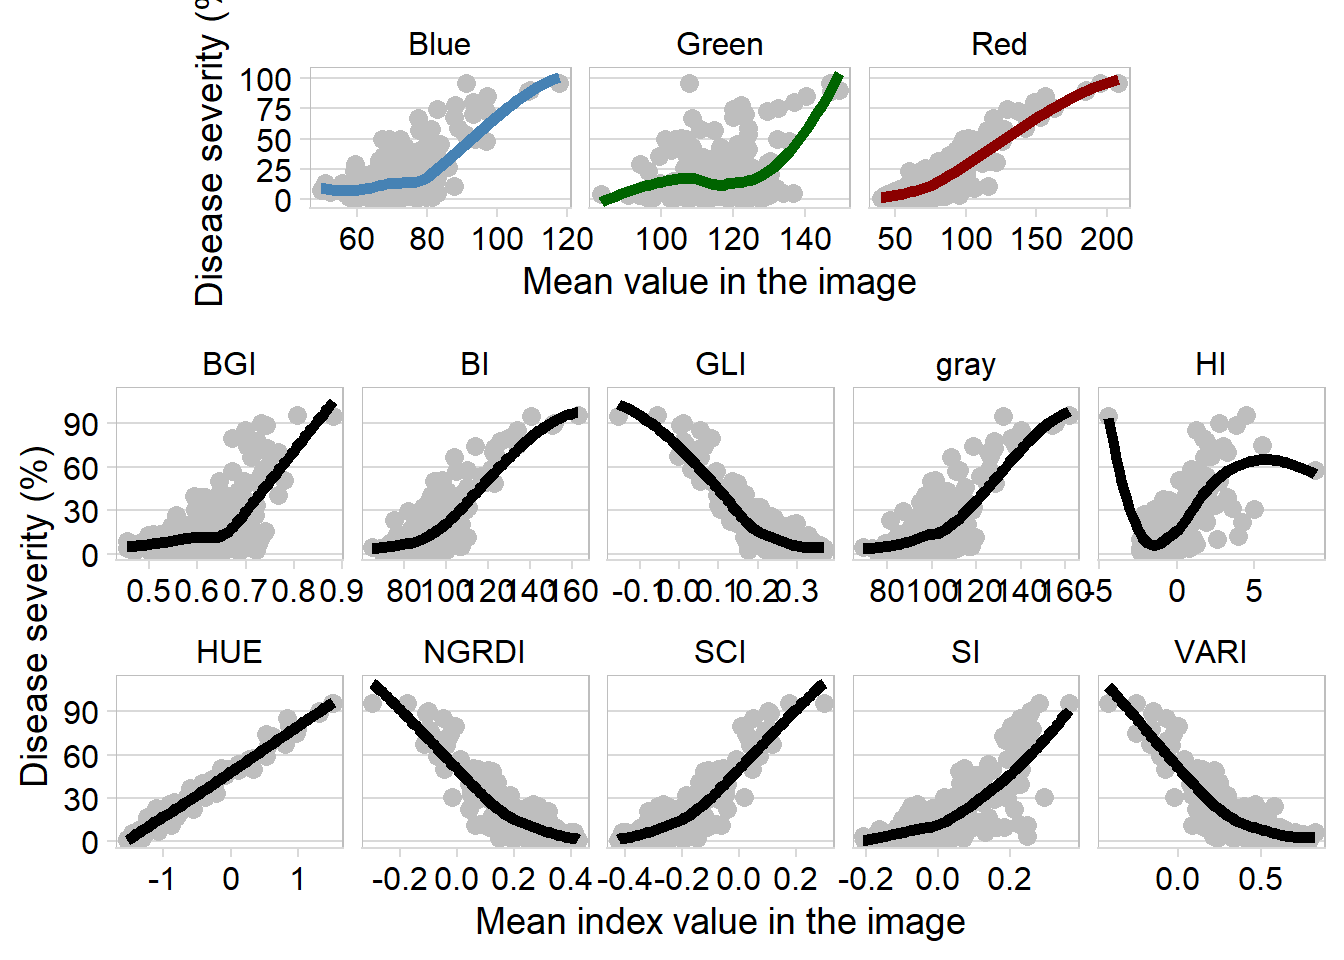 Disease severity (%
Blue Green Red
100
75
50
25
0
60 80 100 120 100 120 140 50 100 150 200
Mean value in the image
Disease severity (%)
BGI BI GLI gray HI
90
60
30
0
0.5 0.6 0.7 0.8 0.9 80 100 120 140 160 -0.1 0.0 0.1 0.2 0.3 80 100 120 140 160 -5 0 5
HUE NGRDI SCI SI VARI
90
60
30
0
-1 0 1 -0.2 0.0 0.2 0.4 -0.4 -0.2 0.0 0.2 -0.2 0.0 0.2 0.0 0.5
Mean index value in the image